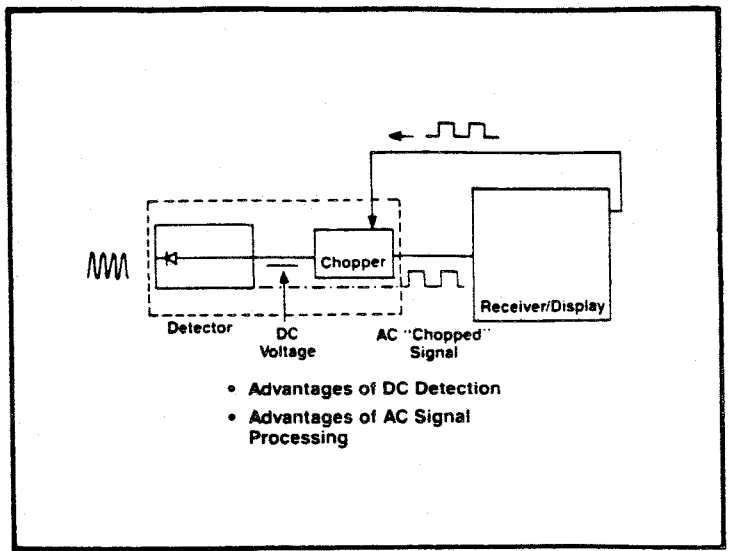 Chopper
Receiver/Display
Detector
DC
Voltage
AC "Chopped"
Signal
• Advantages of DC Detection
• Advantages of AC Signal
Processing